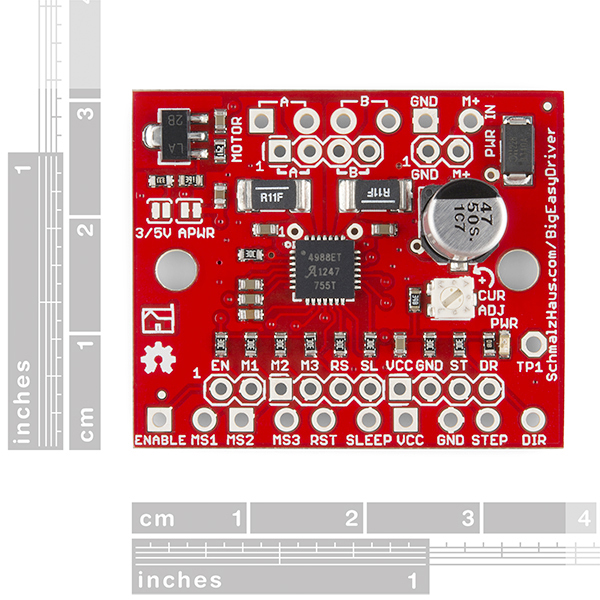 A B GND M+
LA
2B
MOTOR
PWR IN
1
A B GND M+
R11F
R11F
47
50s.
1C7
3/5V APWR
1 1
4988ET
A 1247
755T
+
CUR
ADJ
PWR
SchmalzHaus.com/BigEasyDriver
EN M1 M2 M3 RS SL VCC GND ST DR
TP1
1
ENABLE MS1 MS2 MS3 RST SLEEP VCC GND STEP DIR
inches 1
cm 1 2 3
cm 1 2 3 4
inches 1